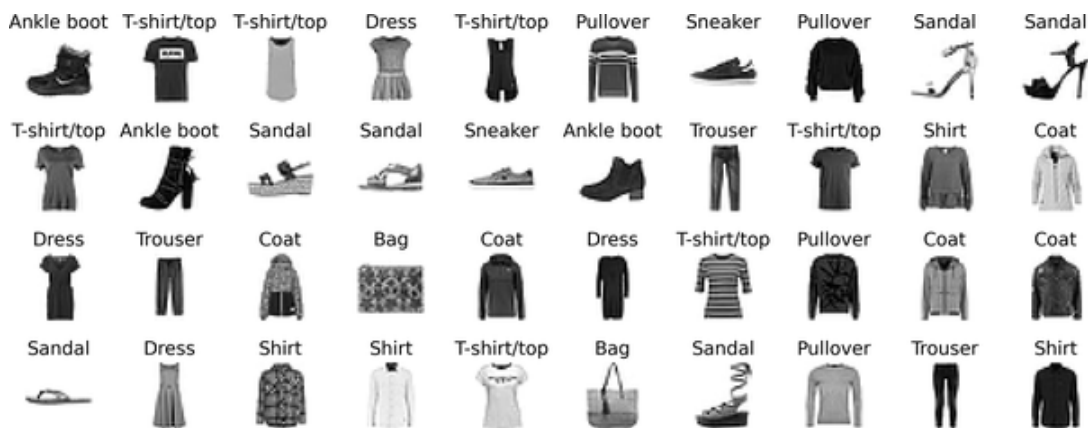 Ankle boot T-shirt/top T-shirt/top Dress T-shirt/top Pullover Sneaker Pullover Sandal Sandal
T-shirt/top Ankle boot Sandal Sandal Sneaker Ankle boot Trouser T-shirt/top Shirt Coat
Dress Trouser Coat Bag Coat Dress T-shirt/top Pullover Coat Coat
Sandal Dress Shirt Shirt T-shirt/top Bag Sandal Pullover Trouser Shirt